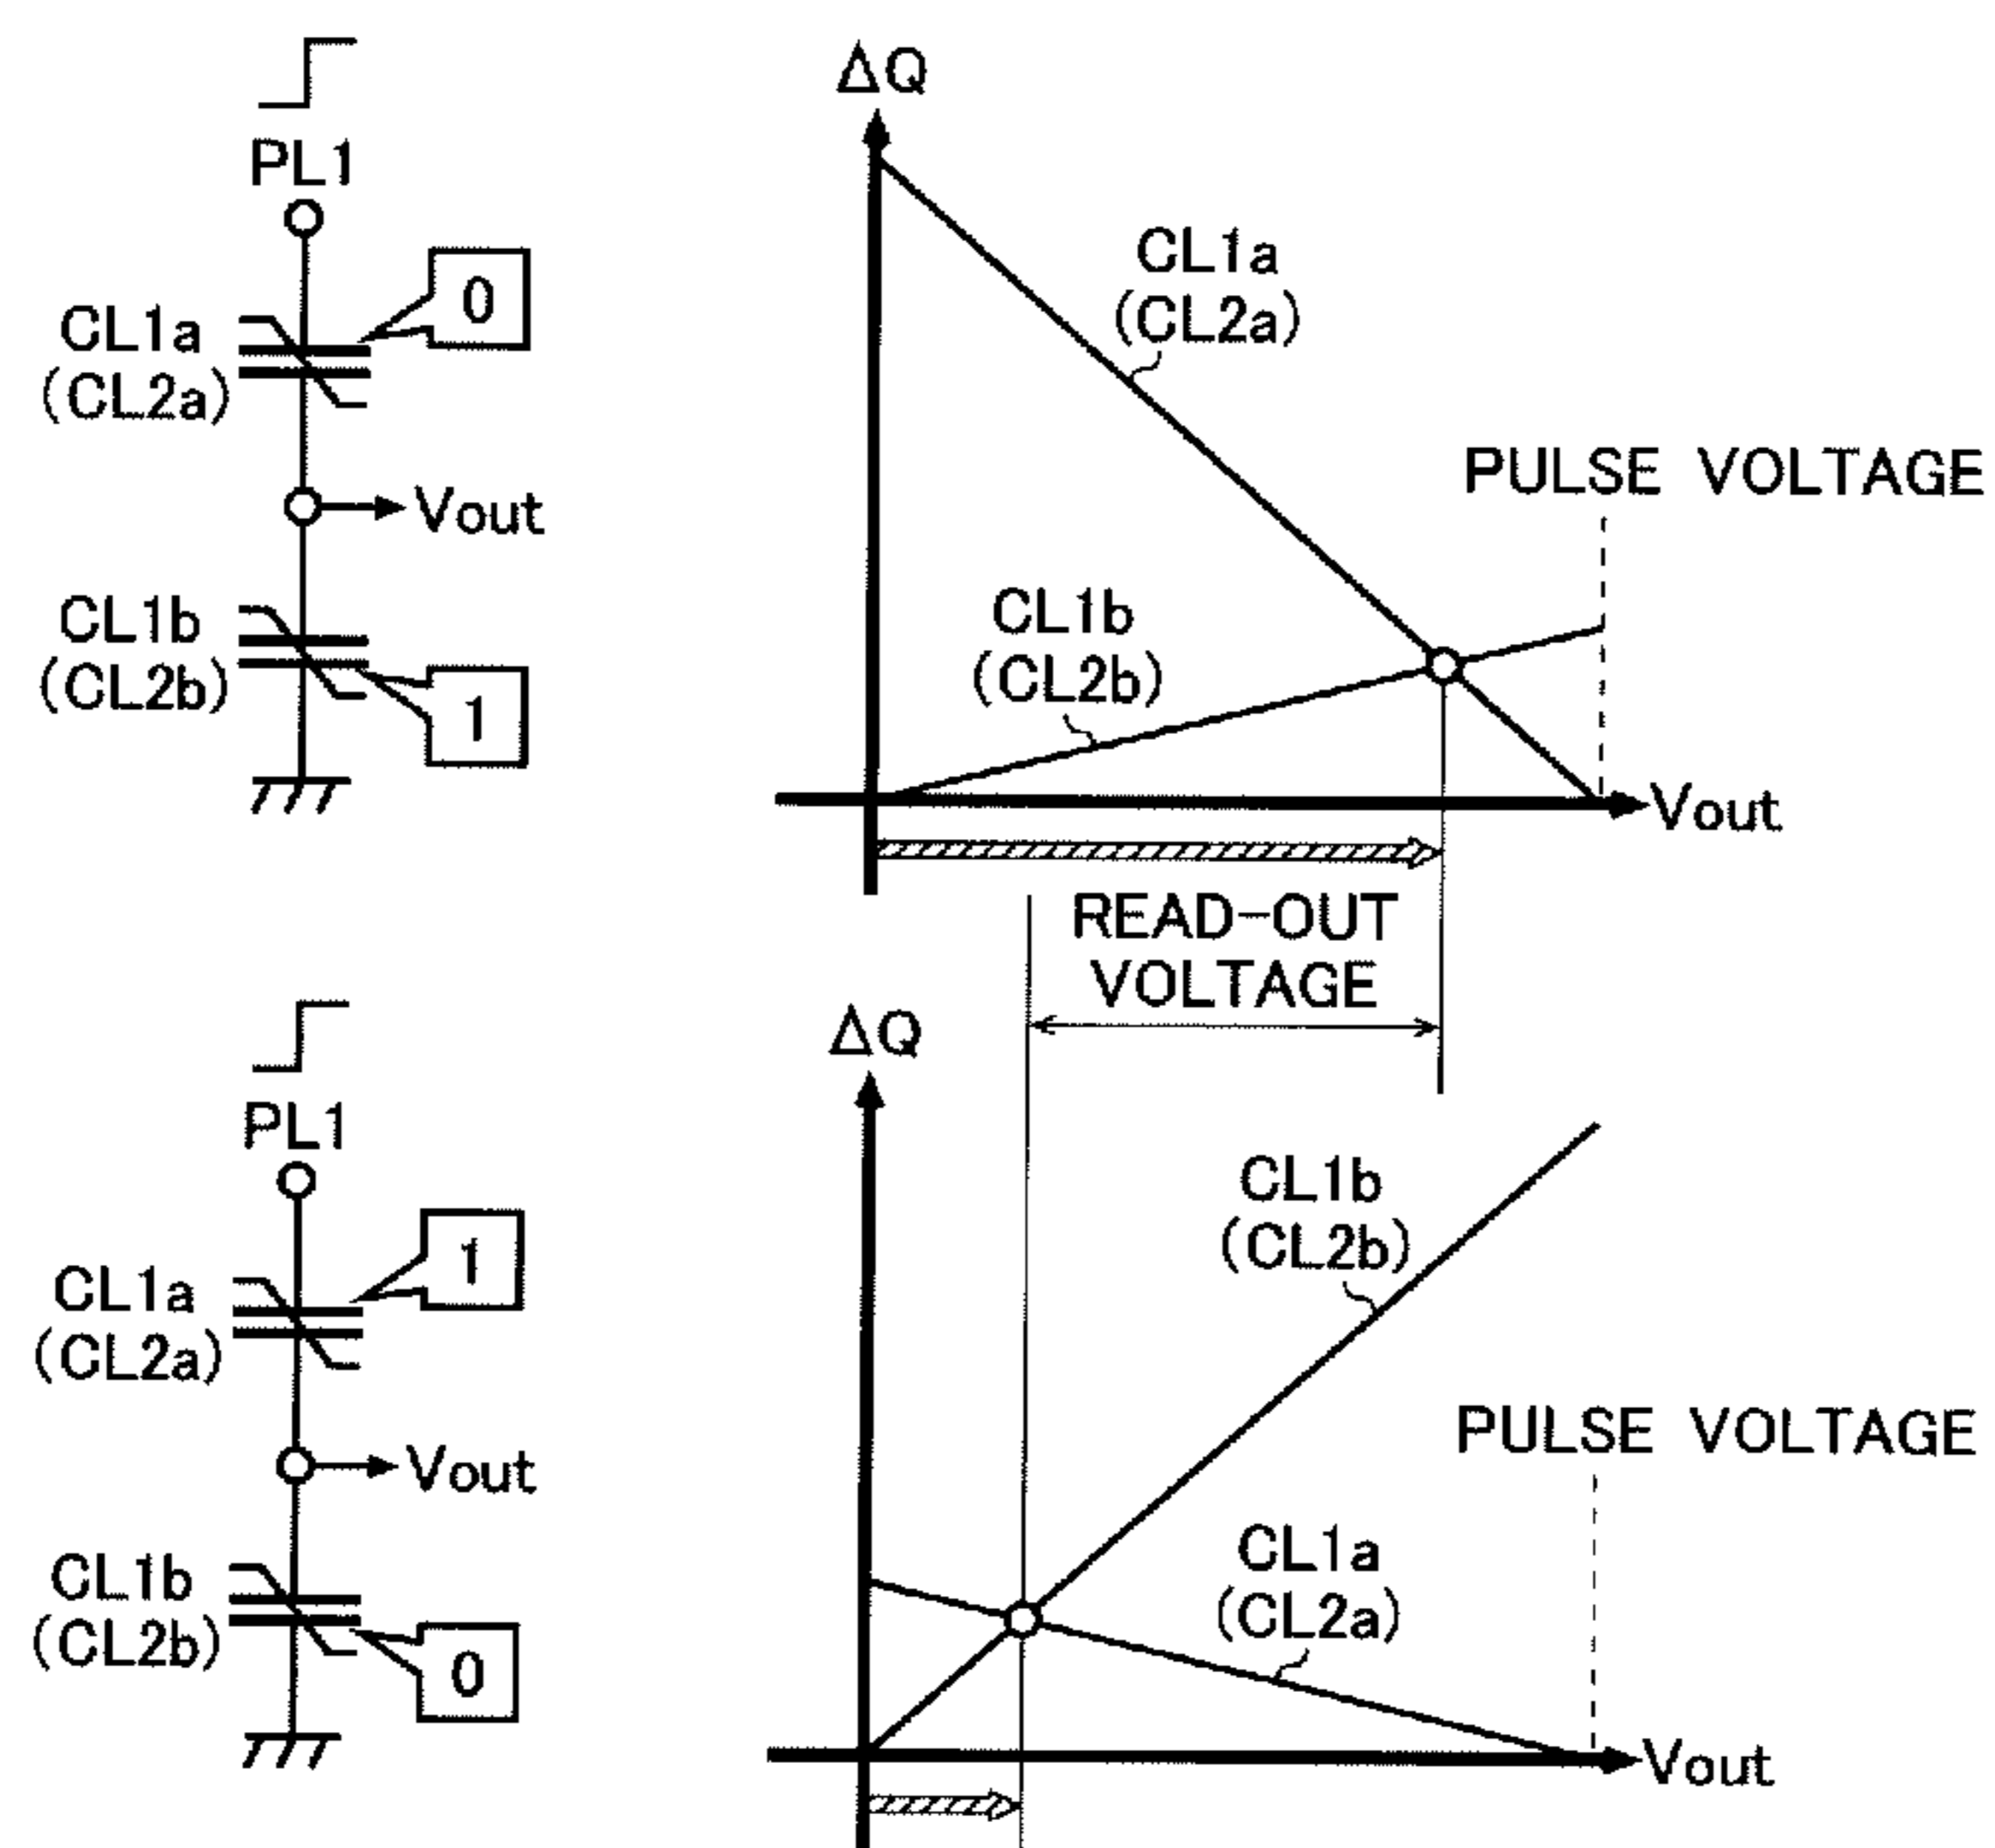 PL1
CL1a
(CL2a)
0
Vout
CL1b
(CL2b)
1
ΔQ
CL1a
(CL2a)
PULSE VOLTAGE
CL1b
(CL2b)
Vout
READ-OUT
VOLTAGE
PL1
CL1a
(CL2a)
1
Vout
CL1b
(CL2b)
0
ΔQ
CL1b
(CL2b)
PULSE VOLTAGE
CL1a
(CL2a)
Vout